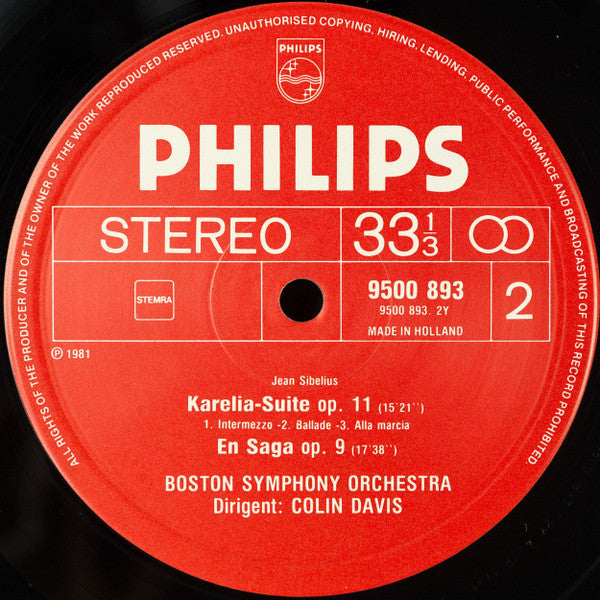 ALL RIGHTS OF THE PRODUCER AND OF THE OWNER OF THE WORK REPRODUCED RESERVED. UNAUTHORISED COPYING, HIRING, LENDING, PUBLIC PERFORMANCE AND BROADCASTING OF THIS RECORD PROHIBITED.
PHILIPS
PHILIPS
STEREO 33 1/3
STEMRA
9500 893
9500 893. 2Y
MADE IN HOLLAND
2
℗ 1981
Jean Sibelius
Karelia-Suite op. 11 (15'21'')
1. Intermezzo -2. Ballade -3. Alla marcia
En Saga op. 9 (17'38'')
BOSTON SYMPHONY ORCHESTRA
Dirigent: COLIN DAVIS